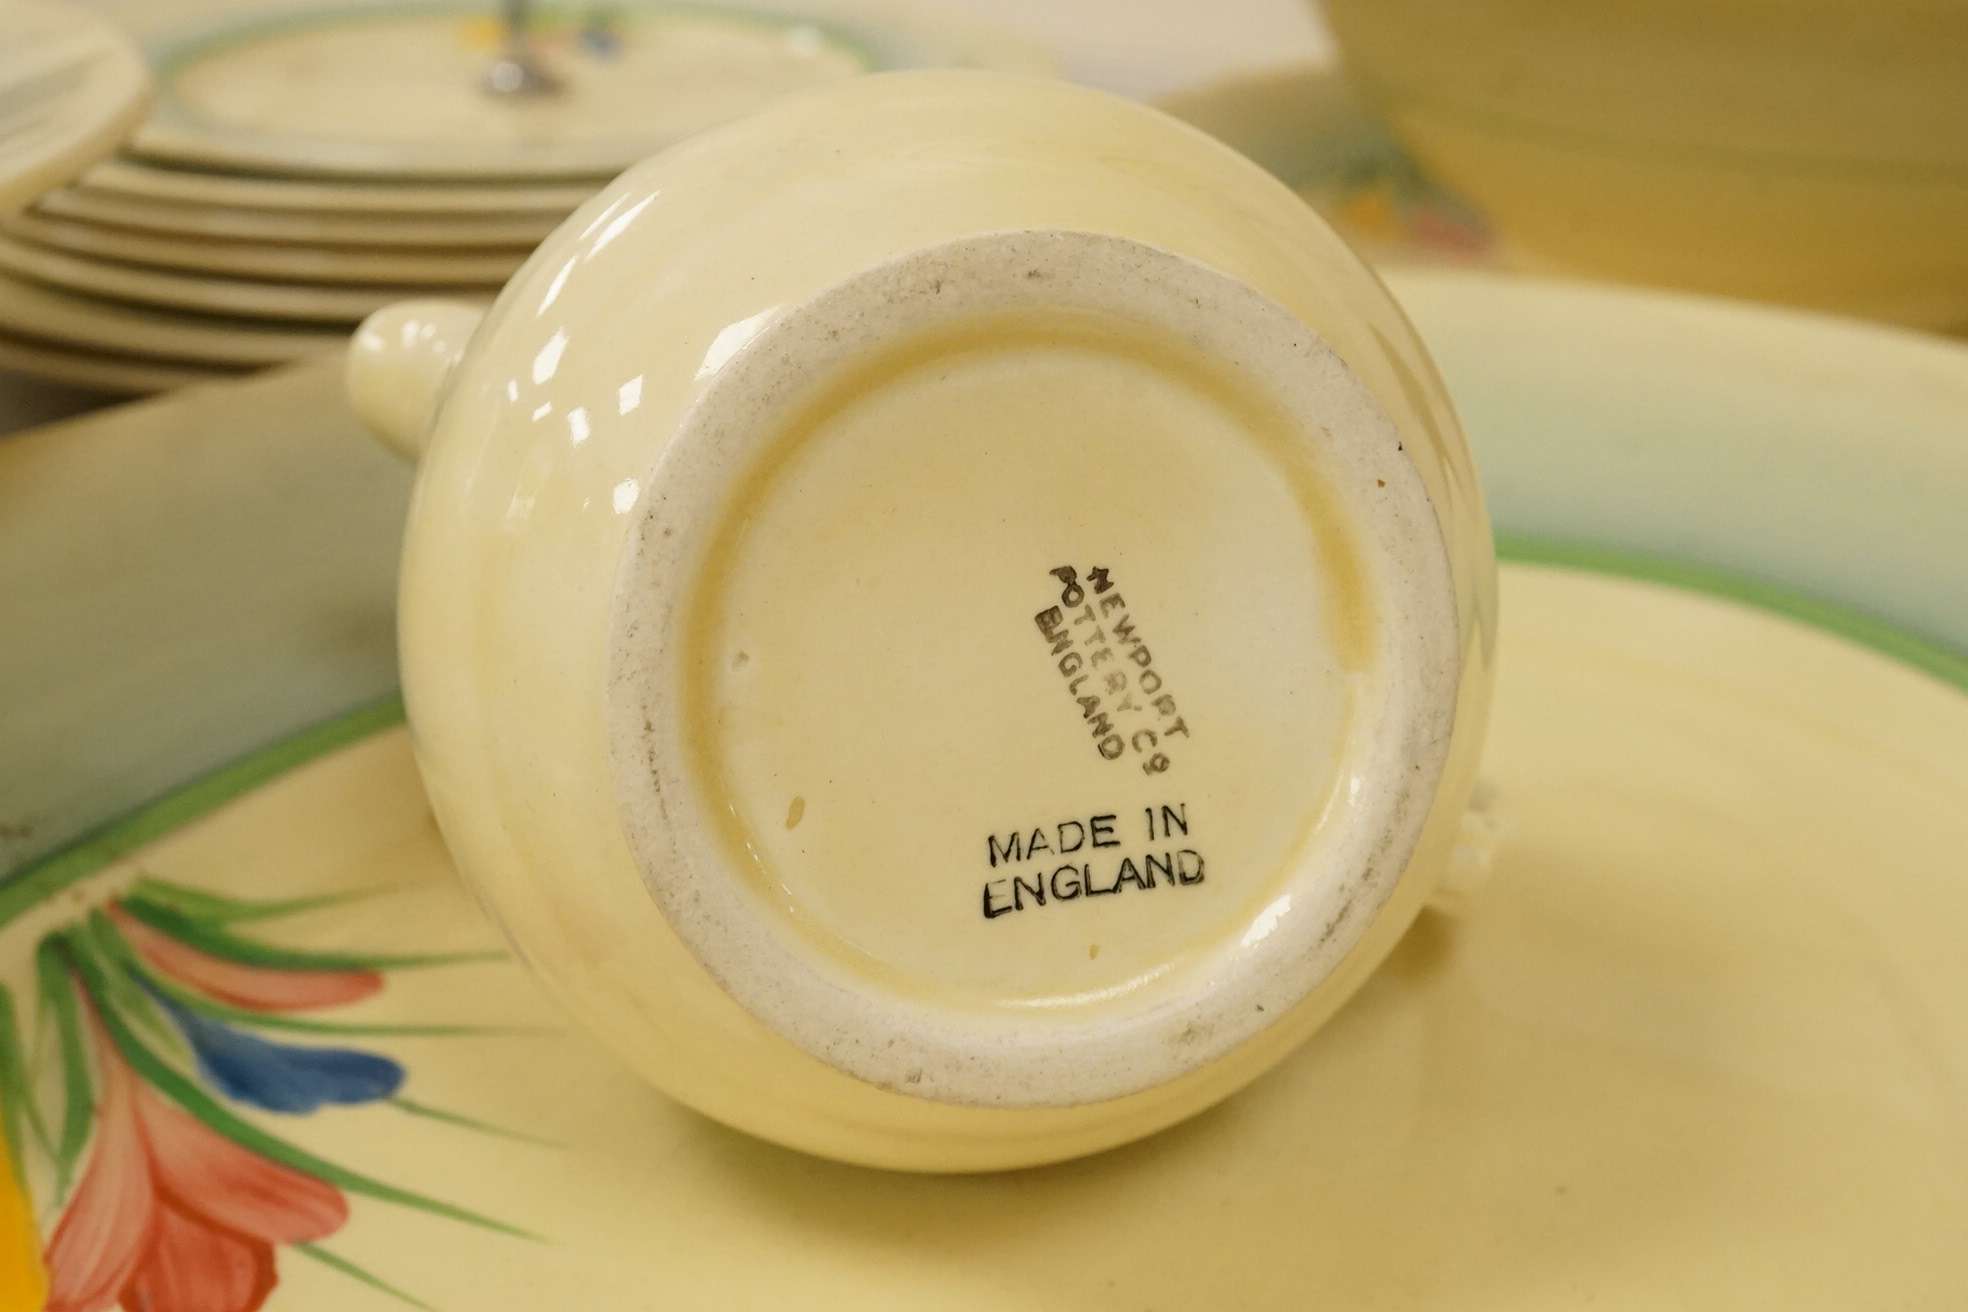 NEWPORT
POTTERY Cº
ENGLAND
MADE IN
ENGLAND